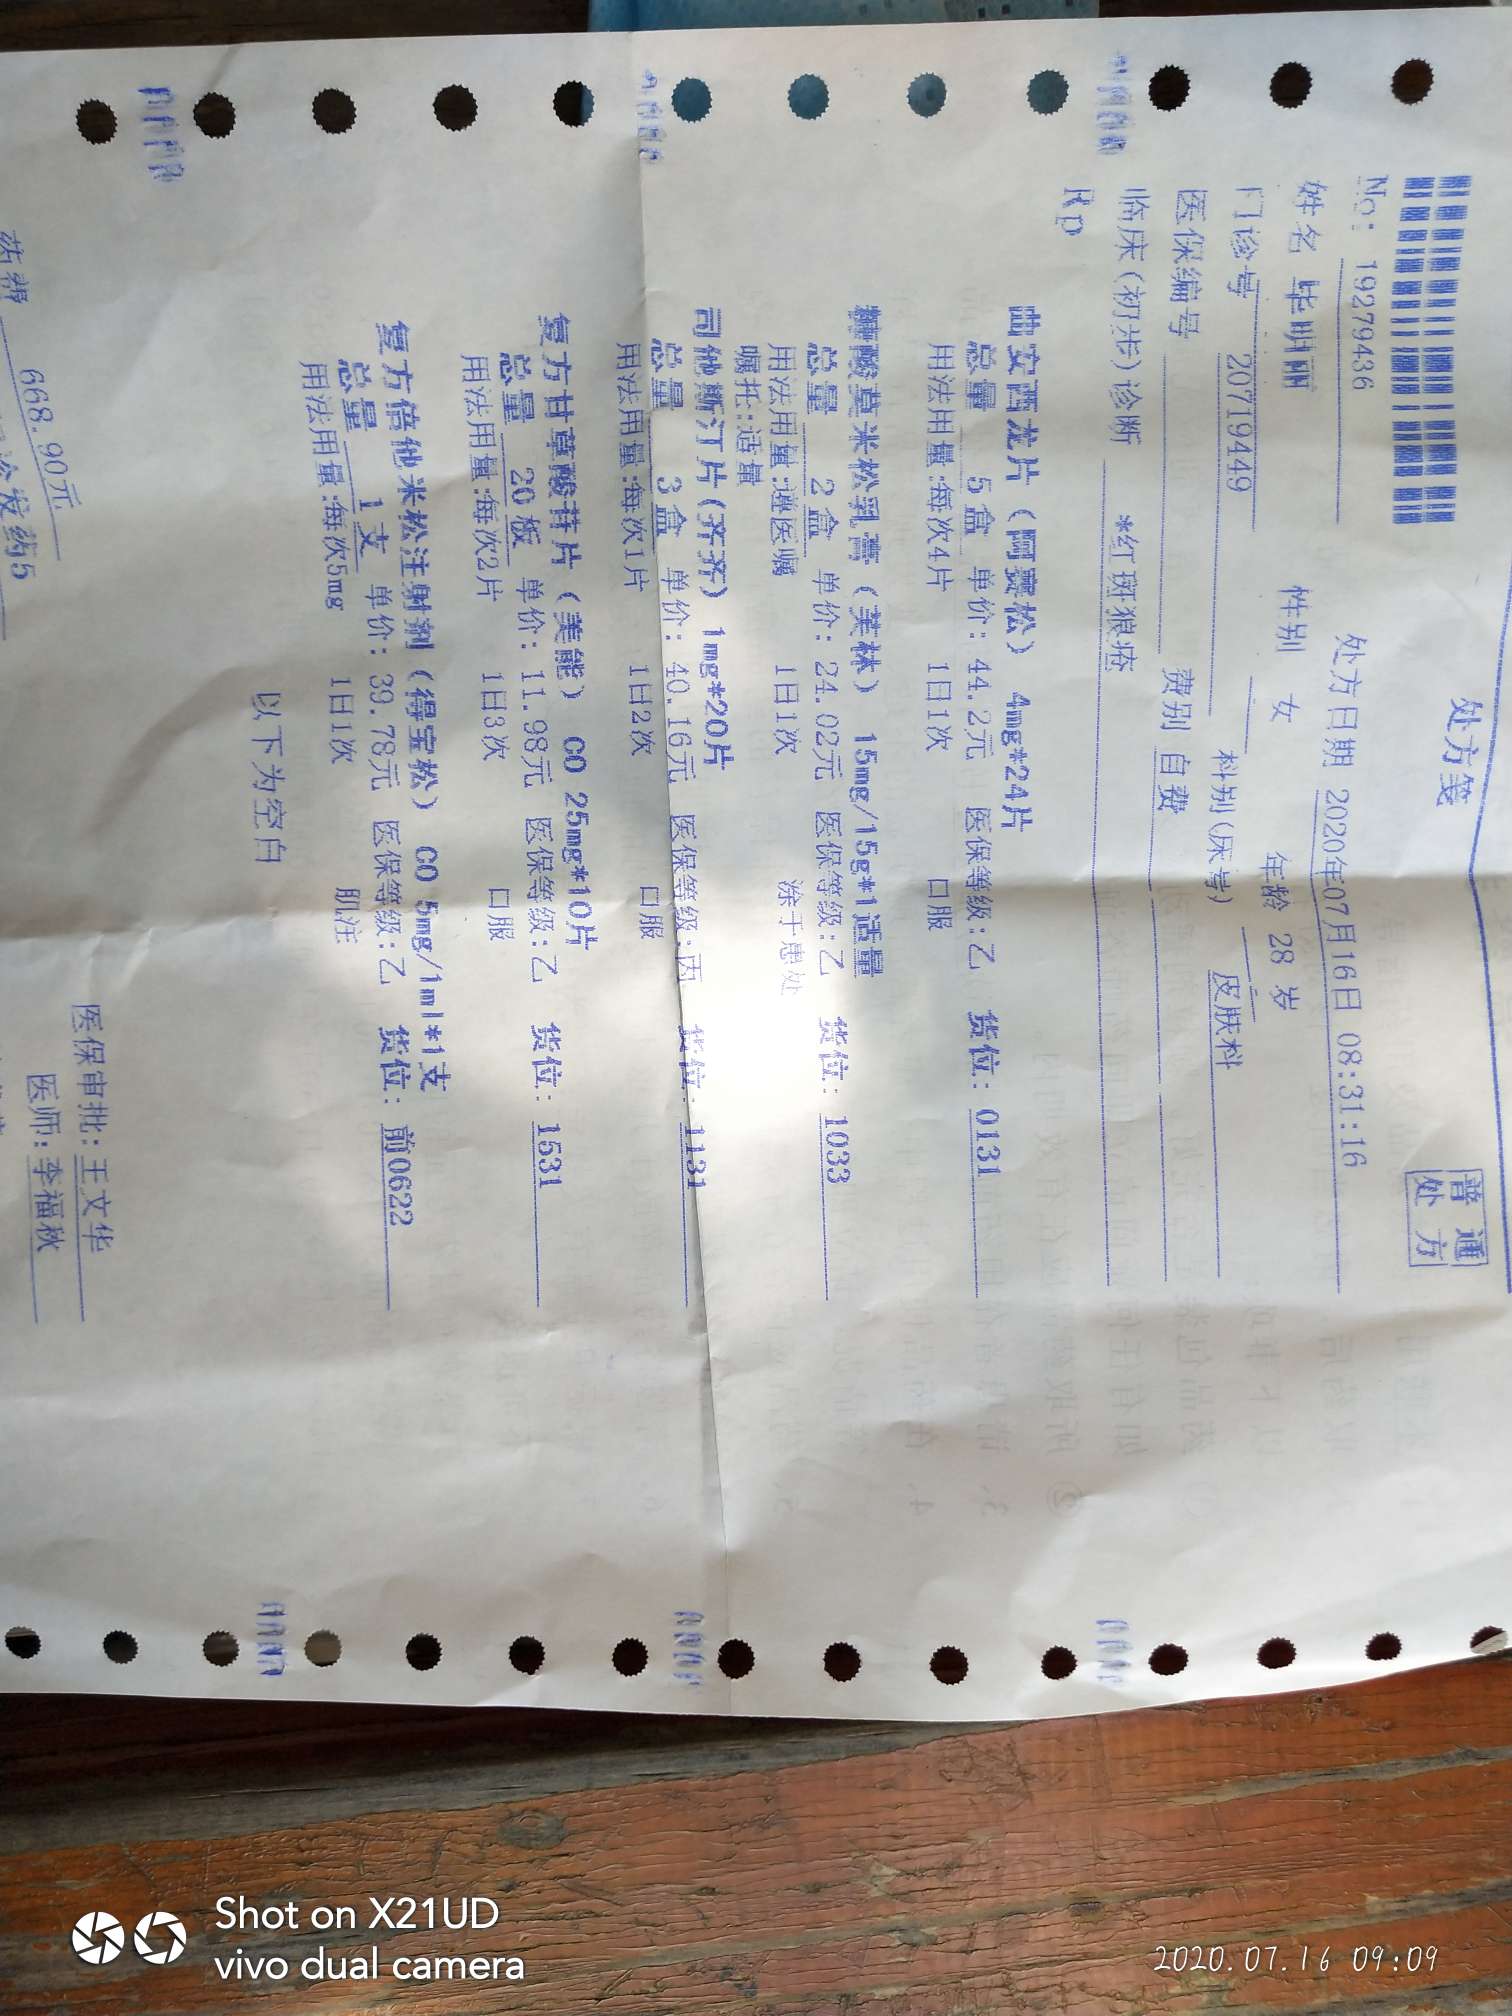 处方笺
普通
处方
No: 19279436 处方日期 2020年07月16日 08:31:16
姓名 毕明丽 性别 女 年龄 28 岁
门诊号 20719449 科别(床号) 皮肤科
医保编号 费别 自费
临床(初步)诊断 *红斑狼疮
Rp
曲安西龙片(阿赛松) 4mg*24片
总量 5盒 单价: 44.2元 医保等级:乙 货位: 0131
用法用量:每次4片 1日1次 口服
糠酸莫米松乳膏(芙林) 15mg/15g*1适量
总量 2盒 单价: 24.02元 医保等级:乙 货位: 1033
用法用量:遵医嘱 1日1次 涂于患处
嘱托:适量
司他斯汀片(齐齐) 1mg*20片
总量 3盒 单价: 40.16元 医保等级:丙 货位: 1131
用法用量:每次1片 1日2次 口服
复方甘草酸苷片(美能) CO 25mg*10片
总量 20板 单价: 11.98元 医保等级:乙 货位: 1531
用法用量:每次2片 1日3次 口服
复方倍他米松注射剂(得宝松) CO 5mg/1ml*1支
总量 1支 单价: 39.78元 医保等级:乙 货位: 前0622
用法用量:每次5mg 1日1次 肌注
以下为空白
医保审批: 王文华
医师: 李福秋
668.90元
诊发药5
Shot on X21UD
vivo dual camera
2020.07.16 09:09